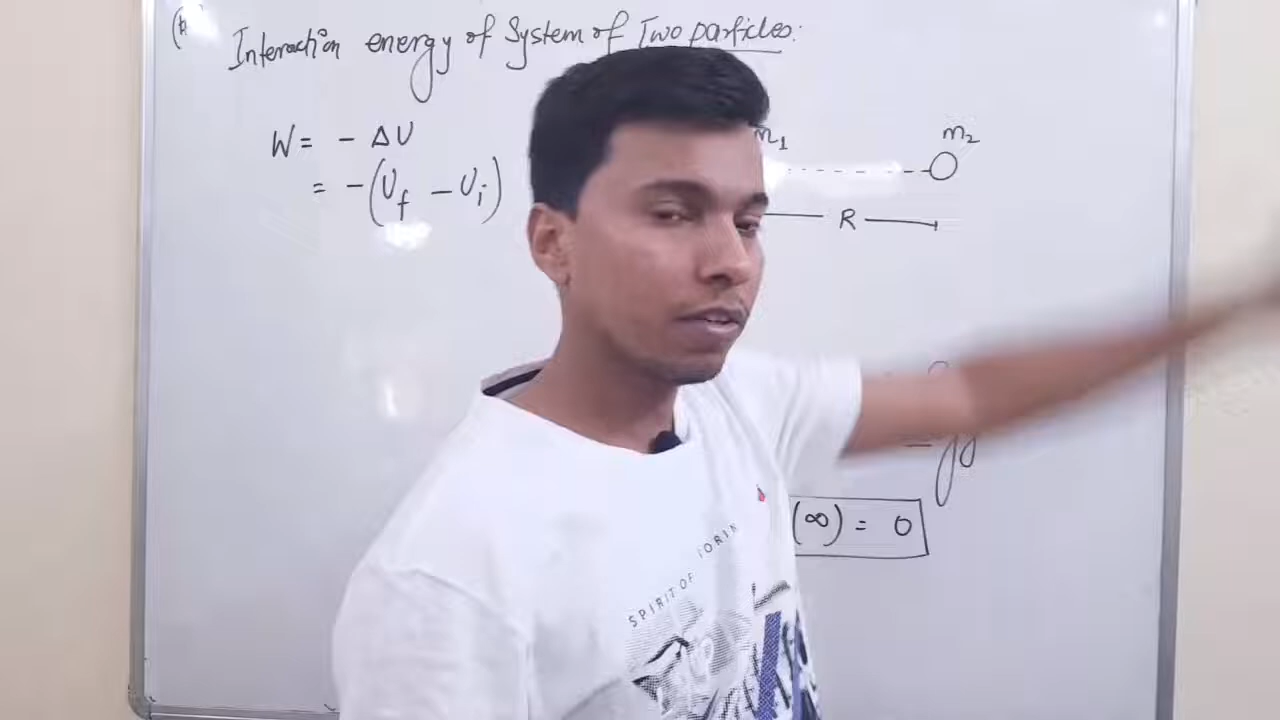 Interaction energy of System of Two particles:
W = - ΔU
= -(U_f - U_i)
m₁ m₂
R
(∞) = 0
SPIRIT OF